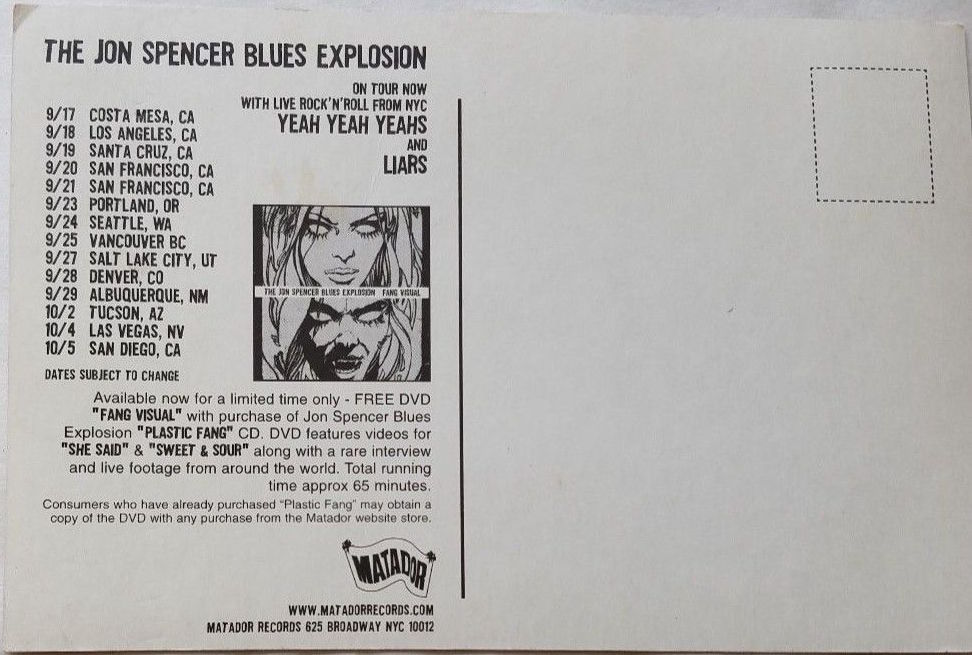 THE JON SPENCER BLUES EXPLOSION
ON TOUR NOW
WITH LIVE ROCK'N'ROLL FROM NYC
YEAH YEAH YEAHS
AND
LIARS
9/17 COSTA MESA, CA
9/18 LOS ANGELES, CA
9/19 SANTA CRUZ, CA
9/20 SAN FRANCISCO, CA
9/21 SAN FRANCISCO, CA
9/23 PORTLAND, OR
9/24 SEATTLE, WA
9/25 VANCOUVER BC
9/27 SALT LAKE CITY, UT
9/28 DENVER, CO
9/29 ALBUQUERQUE, NM
10/2 TUCSON, AZ
10/4 LAS VEGAS, NV
10/5 SAN DIEGO, CA
DATES SUBJECT TO CHANGE
THE JON SPENCER BLUES EXPLOSION FANG VISUAL
Available now for a limited time only - FREE DVD
"FANG VISUAL" with purchase of Jon Spencer Blues
Explosion "PLASTIC FANG" CD. DVD features videos for
"SHE SAID" & "SWEET & SOUR" along with a rare interview
and live footage from around the world. Total running
time approx 65 minutes.
Consumers who have already purchased "Plastic Fang" may obtain a
copy of the DVD with any purchase from the Matador website store.
MATADOR
WWW.MATADORRECORDS.COM
MATADOR RECORDS 625 BROADWAY NYC 10012